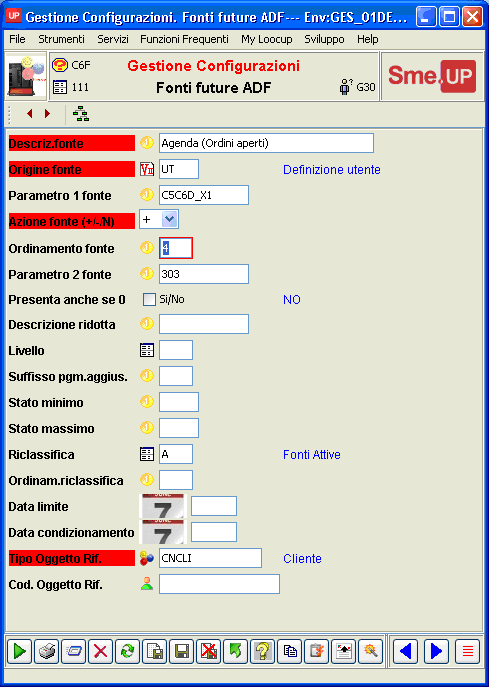 UP Gestione Configurazioni. Fonti future ADF--- Env:GES_01DE...
File Strumenti Servizi Funzioni Frequenti My Loocup Sviluppo Help
C6F
Gestione Configurazioni
111
Fonti future ADF
G30
Sme.UP
Descriz.fonte Agenda (Ordini aperti)
Origine fonte UT Definizione utente
Parametro 1 fonte C5C6D_X1
Azione fonte (+/-/N) +
Ordinamento fonte 4
Parametro 2 fonte 303
Presenta anche se 0 Si/No NO
Descrizione ridotta
Livello
Suffisso pgm.aggius.
Stato minimo
Stato massimo
Riclassifica A Fonti Attive
Ordinam.riclassifica
Data limite 7
Data condizionamento 7
Tipo Oggetto Rif. CNCLI Cliente
Cod. Oggetto Rif.